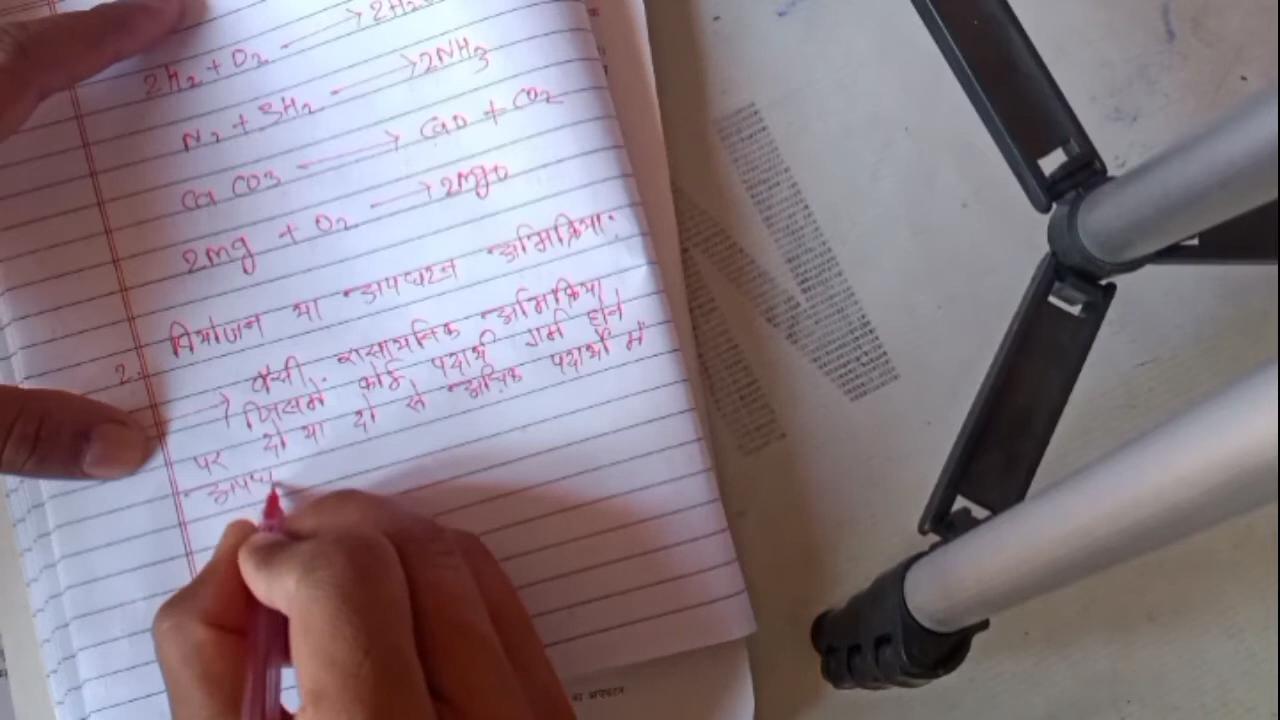 2H₂ + O₂ ⟶ 2H₂O
N₂ + 3H₂ ⟶ 2NH₃
CaCO₃ ⟶ CaO + CO₂
2mg + O₂ ⟶ 2mgo
2. वियोजन या अपघटन अभिक्रिया:
→ वैसी रासायनिक अभिक्रिया
जिसमें कोई पदार्थ गर्म होने
पर दो या दो से अधिक पदार्थों में
अपघ
का अपघटन